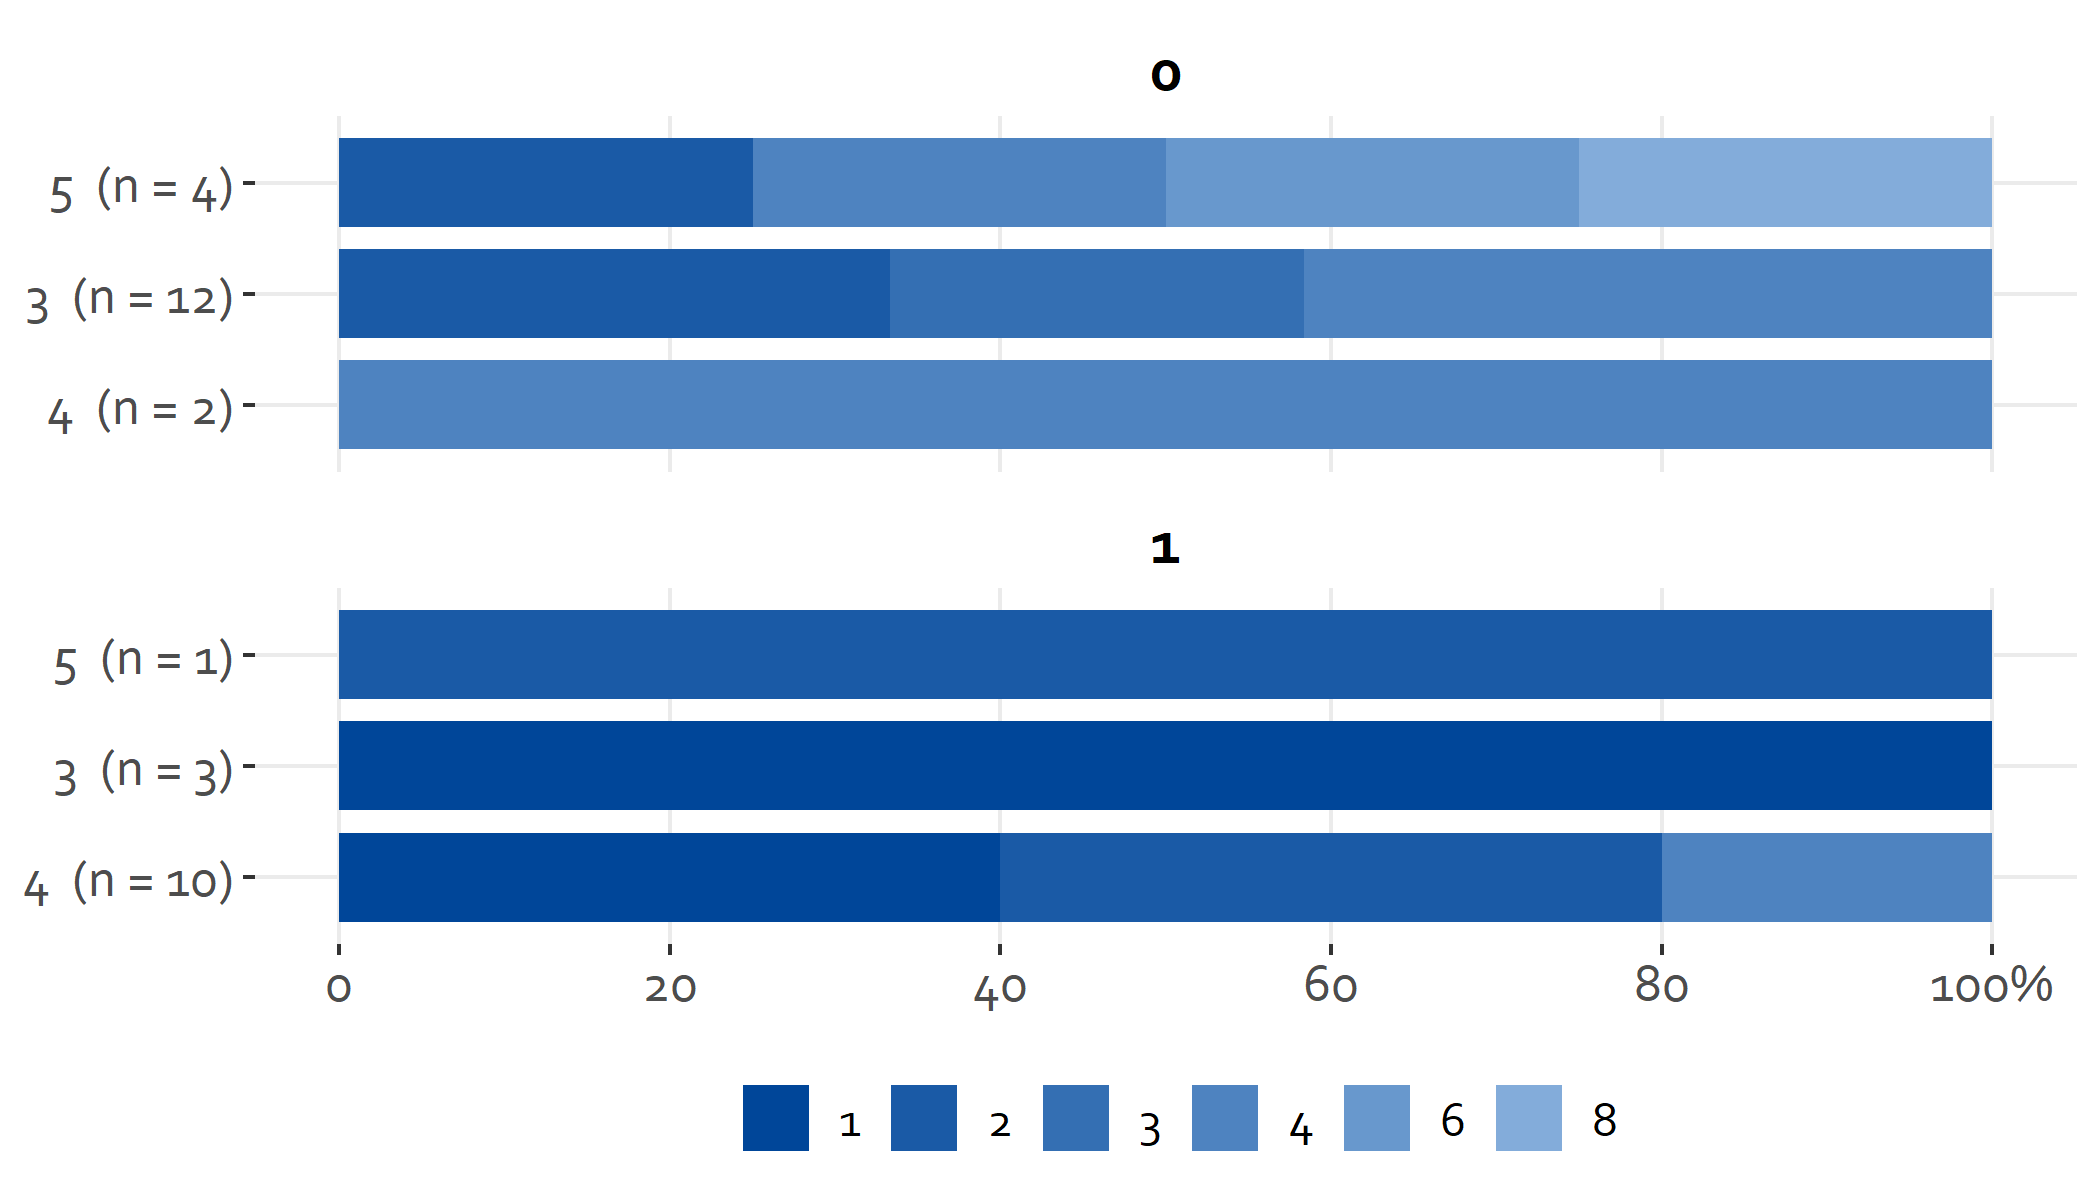 0
5 (n = 4)
3 (n = 12)
4 (n = 2)
1
5 (n = 1)
3 (n = 3)
4 (n = 10)
0 20 40 60 80 100%
1 2 3 4 6 8